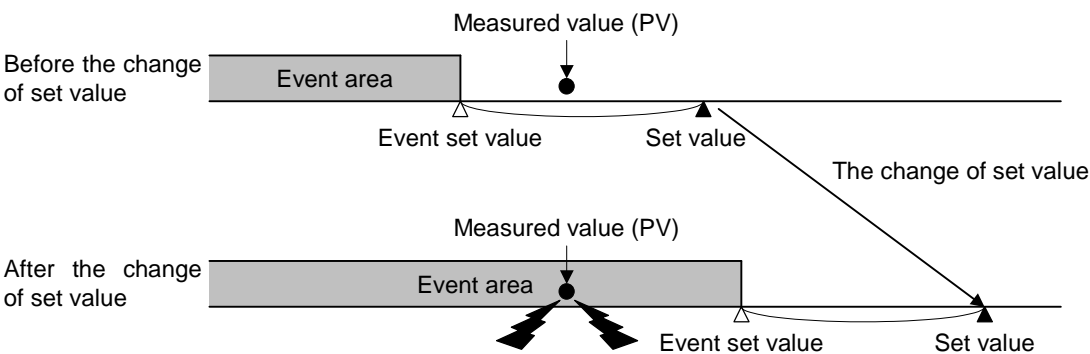 Measured value (PV)
Before the change
of set value
Event area
Event set value
Set value
The change of set value
Measured value (PV)
After the change
of set value
Event area
Event set value
Set value